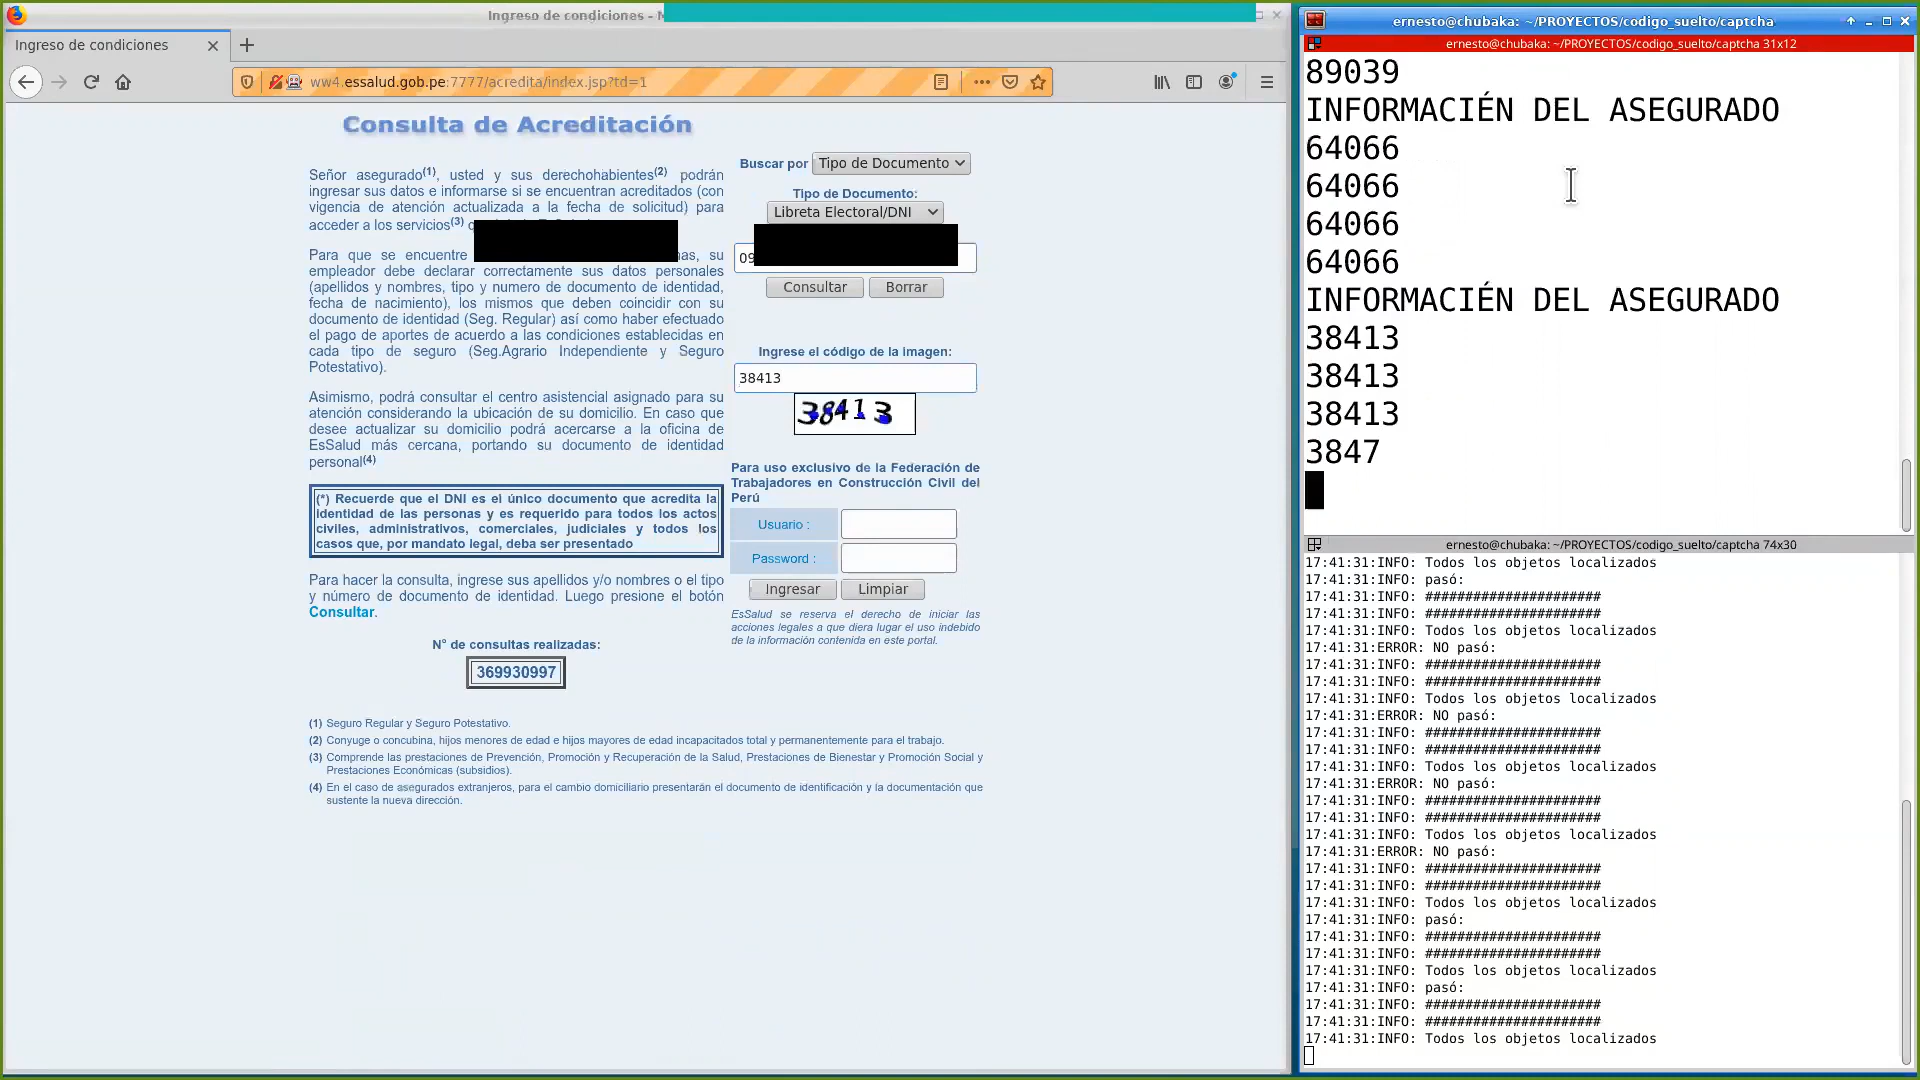 Ingreso de condiciones -
Ingreso de condiciones
ww4.essalud.gob.pe:7777/acredita/index.jsp?td=1
Consulta de Acreditación
Señor asegurado(1), usted y sus derechohabientes(2) podrán
ingresar sus datos e informarse si se encuentran acreditados (con
vigencia de atención actualizada a la fecha de solicitud) para
acceder a los servicios(3)
Para que se encuentre
empleador debe declarar correctamente sus datos personales
(apellidos y nombres, tipo y numero de documento de identidad,
fecha de nacimiento), los mismos que deben coincidir con su
documento de identidad (Seg. Regular) así como haber efectuado
el pago de aportes de acuerdo a las condiciones establecidas en
cada tipo de seguro (Seg.Agrario Independiente y Seguro
Potestativo).
Asimismo, podrá consultar el centro asistencial asignado para su
atención considerando la ubicación de su domicilio. En caso que
desee actualizar su domicilio podrá acercarse a la oficina de
EsSalud más cercana, portando su documento de identidad
personal(4)
(*) Recuerde que el DNI es el único documento que acredita la
identidad de las personas y es requerido para todos los actos
civiles, administrativos, comerciales, judiciales y todos los
casos que, por mandato legal, deba ser presentado
Para hacer la consulta, ingrese sus apellidos y/o nombres o el tipo
y número de documento de identidad. Luego presione el botón
Consultar.
N° de consultas realizadas:
369930997
Buscar por Tipo de Documento
Tipo de Documento:
Libreta Electoral/DNI
09
Consultar Borrar
Ingrese el código de la imagen:
38413
38413
Para uso exclusivo de la Federación de
Trabajadores en Construcción Civil del
Perú
Usuario :
Password :
Ingresar Limpiar
EsSalud se reserva el derecho de iniciar las
acciones legales a que diera lugar el uso indebido
de la información contenida en este portal.
(1) Seguro Regular y Seguro Potestativo.
(2) Conyuge o concubina, hijos menores de edad e hijos mayores de edad incapacitados total y permanentemente para el trabajo.
(3) Comprende las prestaciones de Prevención, Promoción y Recuperación de la Salud, Prestaciones de Bienestar y Promoción Social y
Prestaciones Económicas (subsidios).
(4) En el caso de asegurados extranjeros, para el cambio domiciliario presentarán el documento de identificación y la documentación que
sustente la nueva dirección.
ernesto@chubaka: ~/PROYECTOS/codigo_suelto/captcha
ernesto@chubaka: ~/PROYECTOS/codigo_suelto/captcha 31x12
89039
INFORMACIÉN DEL ASEGURADO
64066
64066
64066
64066
INFORMACIÉN DEL ASEGURADO
38413
38413
38413
3847
ernesto@chubaka: ~/PROYECTOS/codigo_suelto/captcha 74x30
17:41:31:INFO: Todos los objetos localizados
17:41:31:INFO: pasó:
17:41:31:INFO: ######################
17:41:31:INFO: ######################
17:41:31:INFO: Todos los objetos localizados
17:41:31:ERROR: NO pasó:
17:41:31:INFO: ######################
17:41:31:INFO: ######################
17:41:31:INFO: Todos los objetos localizados
17:41:31:ERROR: NO pasó:
17:41:31:INFO: ######################
17:41:31:INFO: ######################
17:41:31:INFO: Todos los objetos localizados
17:41:31:ERROR: NO pasó:
17:41:31:INFO: ######################
17:41:31:INFO: ######################
17:41:31:INFO: Todos los objetos localizados
17:41:31:ERROR: NO pasó:
17:41:31:INFO: ######################
17:41:31:INFO: ######################
17:41:31:INFO: Todos los objetos localizados
17:41:31:INFO: pasó:
17:41:31:INFO: ######################
17:41:31:INFO: ######################
17:41:31:INFO: Todos los objetos localizados
17:41:31:INFO: pasó:
17:41:31:INFO: ######################
17:41:31:INFO: ######################
17:41:31:INFO: Todos los objetos localizados